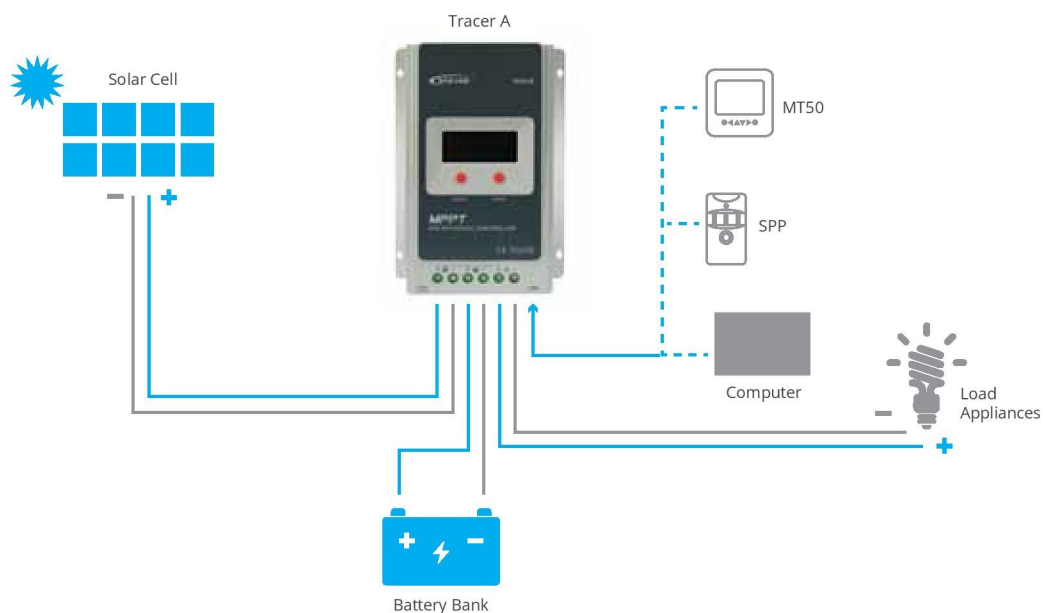 Tracer A
Solar Cell
MPPT
MT50
SPP
Computer
Load
Appliances
Battery Bank